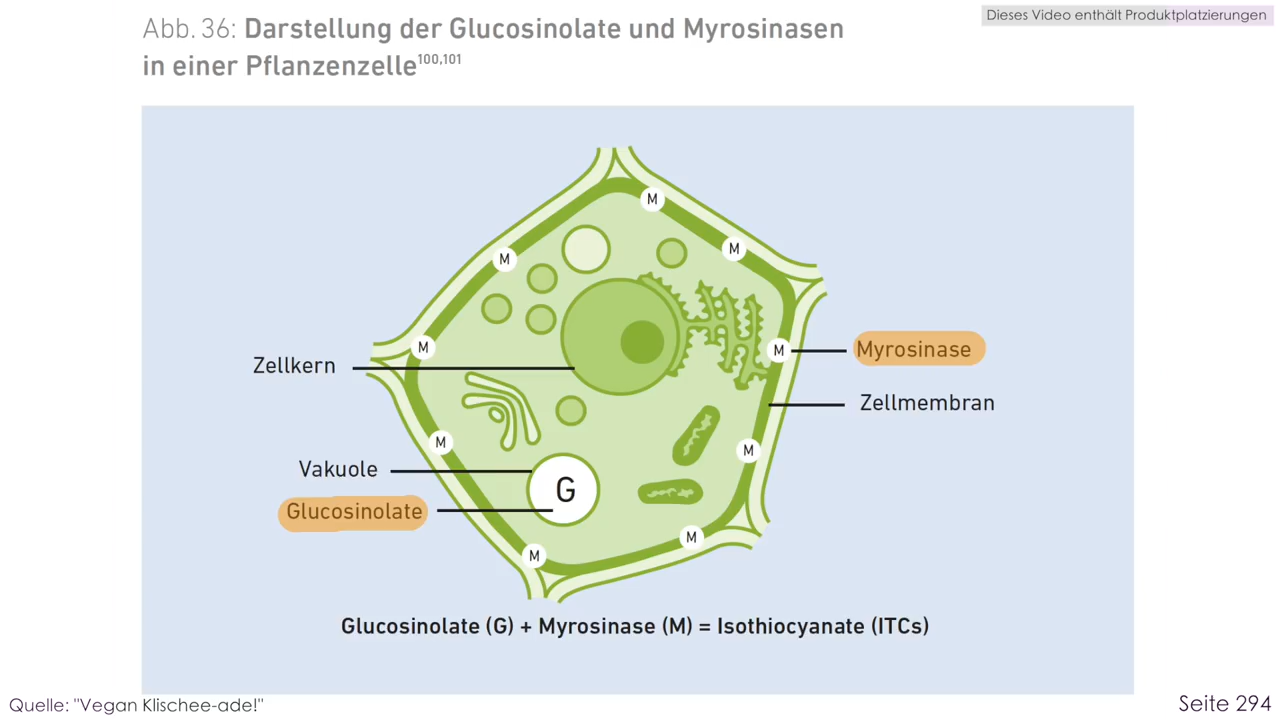 Dieses Video enthält Produktplatzierungen
Abb. 36: Darstellung der Glucosinolate und Myrosinasen
in einer Pflanzenzelle100,101
M
M
M
M
Zellkern
M
Myrosinase
Zellmembran
M
M
Vakuole
G
Glucosinolate
M
M
Glucosinolate (G) + Myrosinase (M) = Isothiocyanate (ITCs)
Quelle: "Vegan Klischee-ade!"
Seite 294